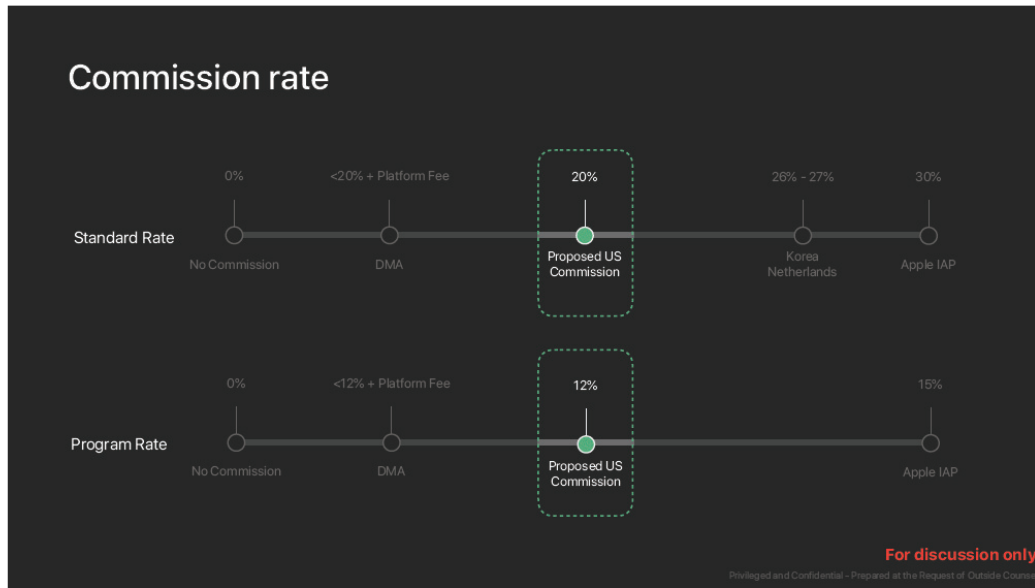 Commission rate
0%
<20% + Platform Fee
20%
26% - 27%
30%
Standard Rate
No Commission
DMA
Proposed US
Commission
Korea
Netherlands
Apple IAP
0%
<12% + Platform Fee
12%
15%
Program Rate
No Commission
DMA
Proposed US
Commission
Apple IAP
For discussion only
Privileged and Confidential - Prepared at the Request of Outside